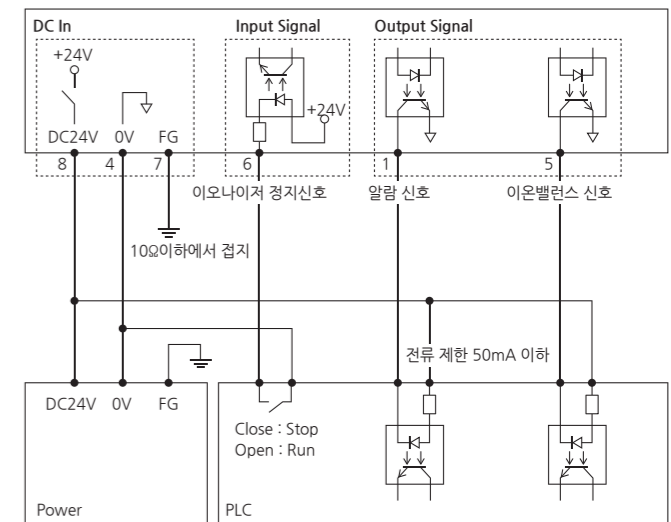 DC In
Input Signal
Output Signal
+24V
+24V
DC24V 0V FG
8 4 7 6 1 5
이오나이저 정지신호
알람 신호
이온밸런스 신호
10Ω이하에서 접지
전류 제한 50mA 이하
DC24V 0V FG
Close : Stop
Open : Run
Power
PLC